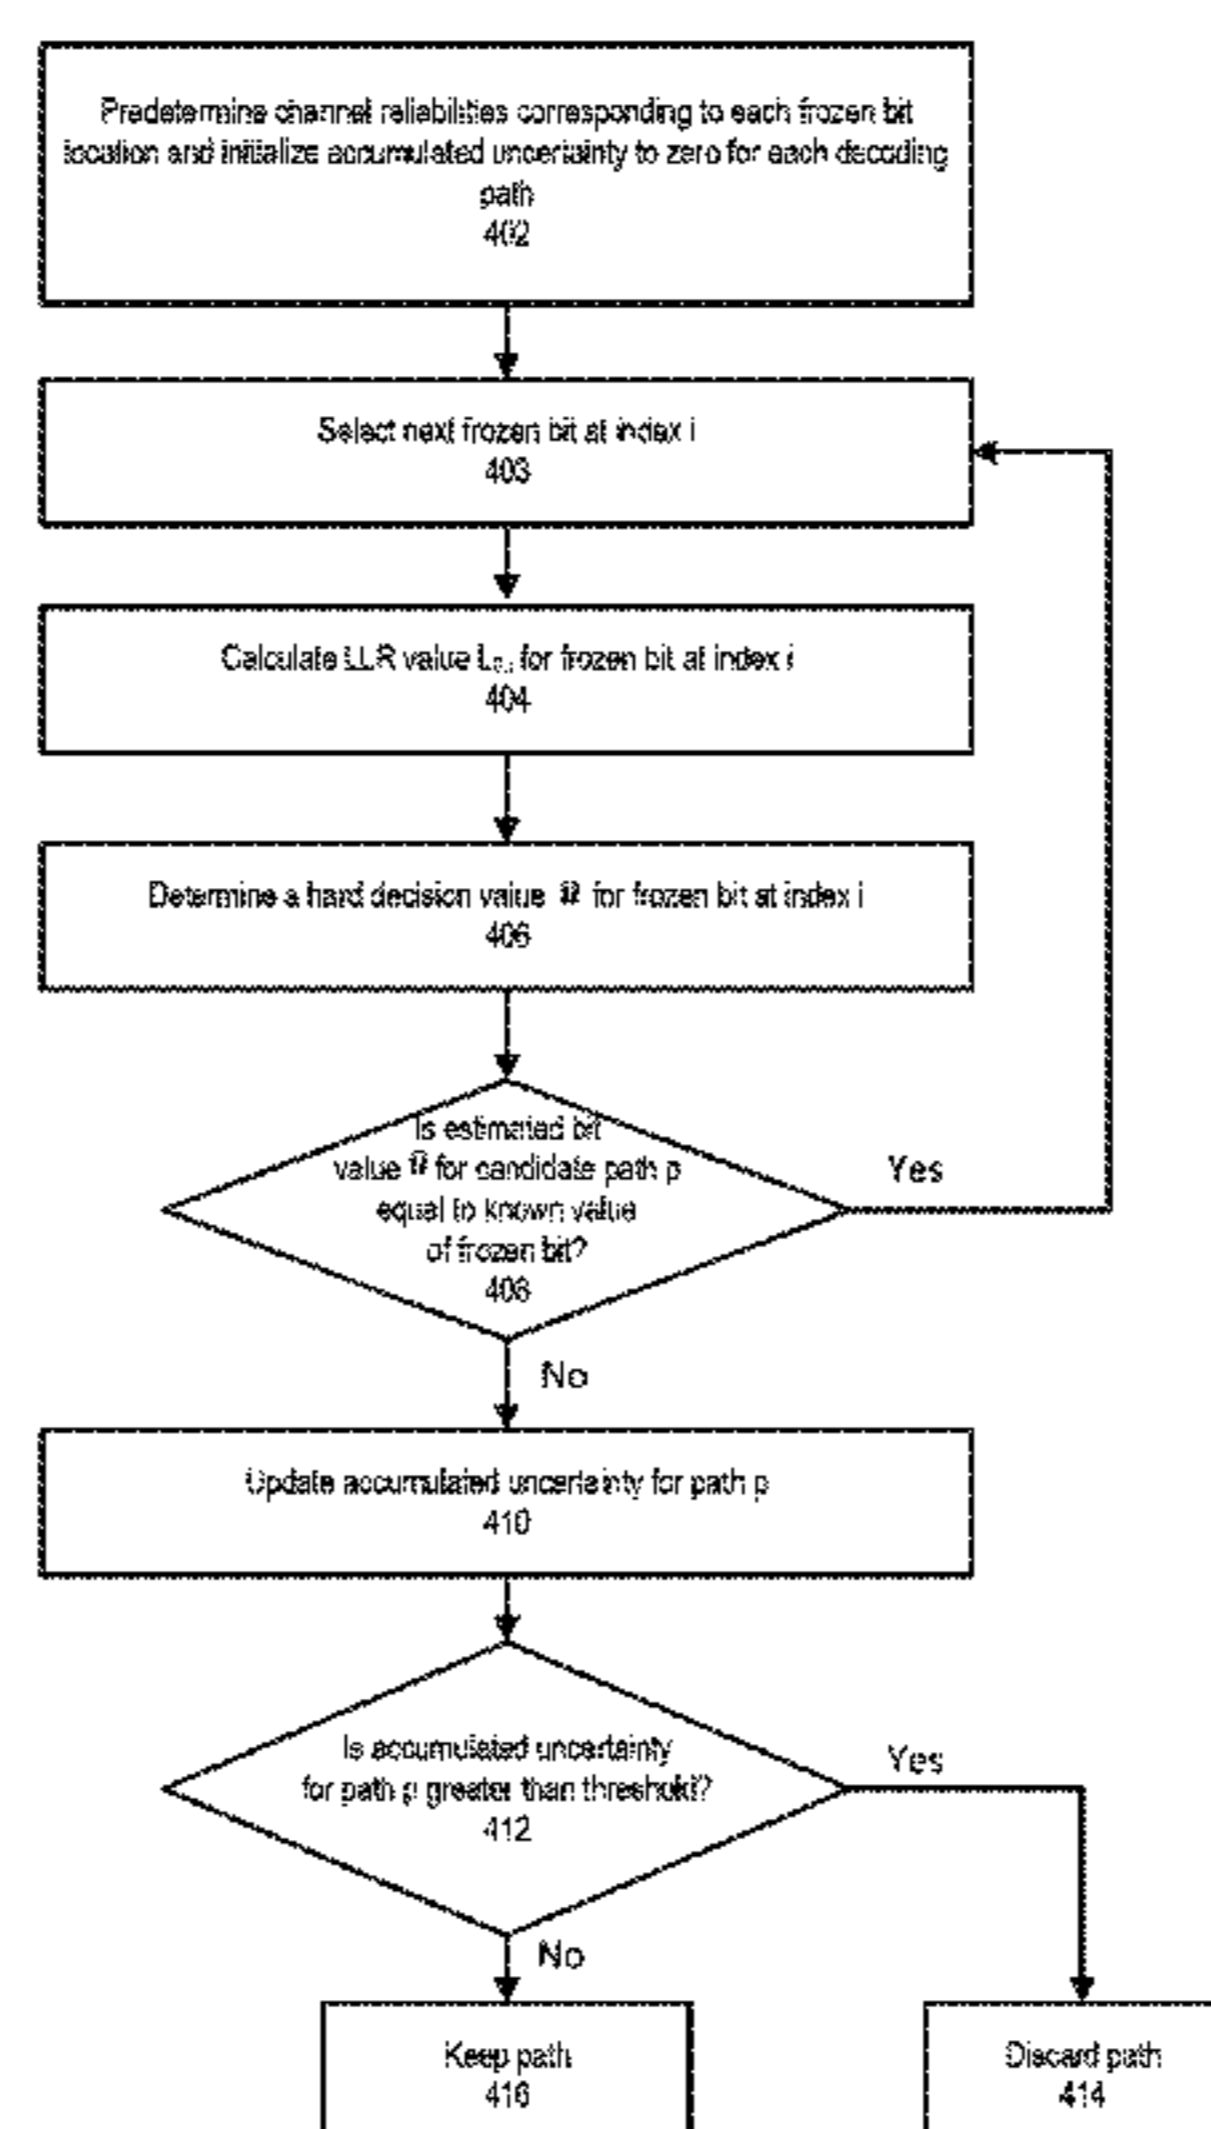 Predetermine channel reliabilities corresponding to each frozen bit
location and initialize accumulated uncertainty to zero for each decoding
path
402
Select next frozen bit at index i
403
Calculate LLR value for frozen bit at index i
404
Determine a hard decision value û for frozen bit at index i
406
Is estimated bit
value û for candidate path p
equal to known value
of frozen bit?
408
Yes
No
Update accumulated uncertainty for path p
410
Is accumulated uncertainty
for path p greater than threshold?
412
Yes
No
Keep path
416
Discard path
414